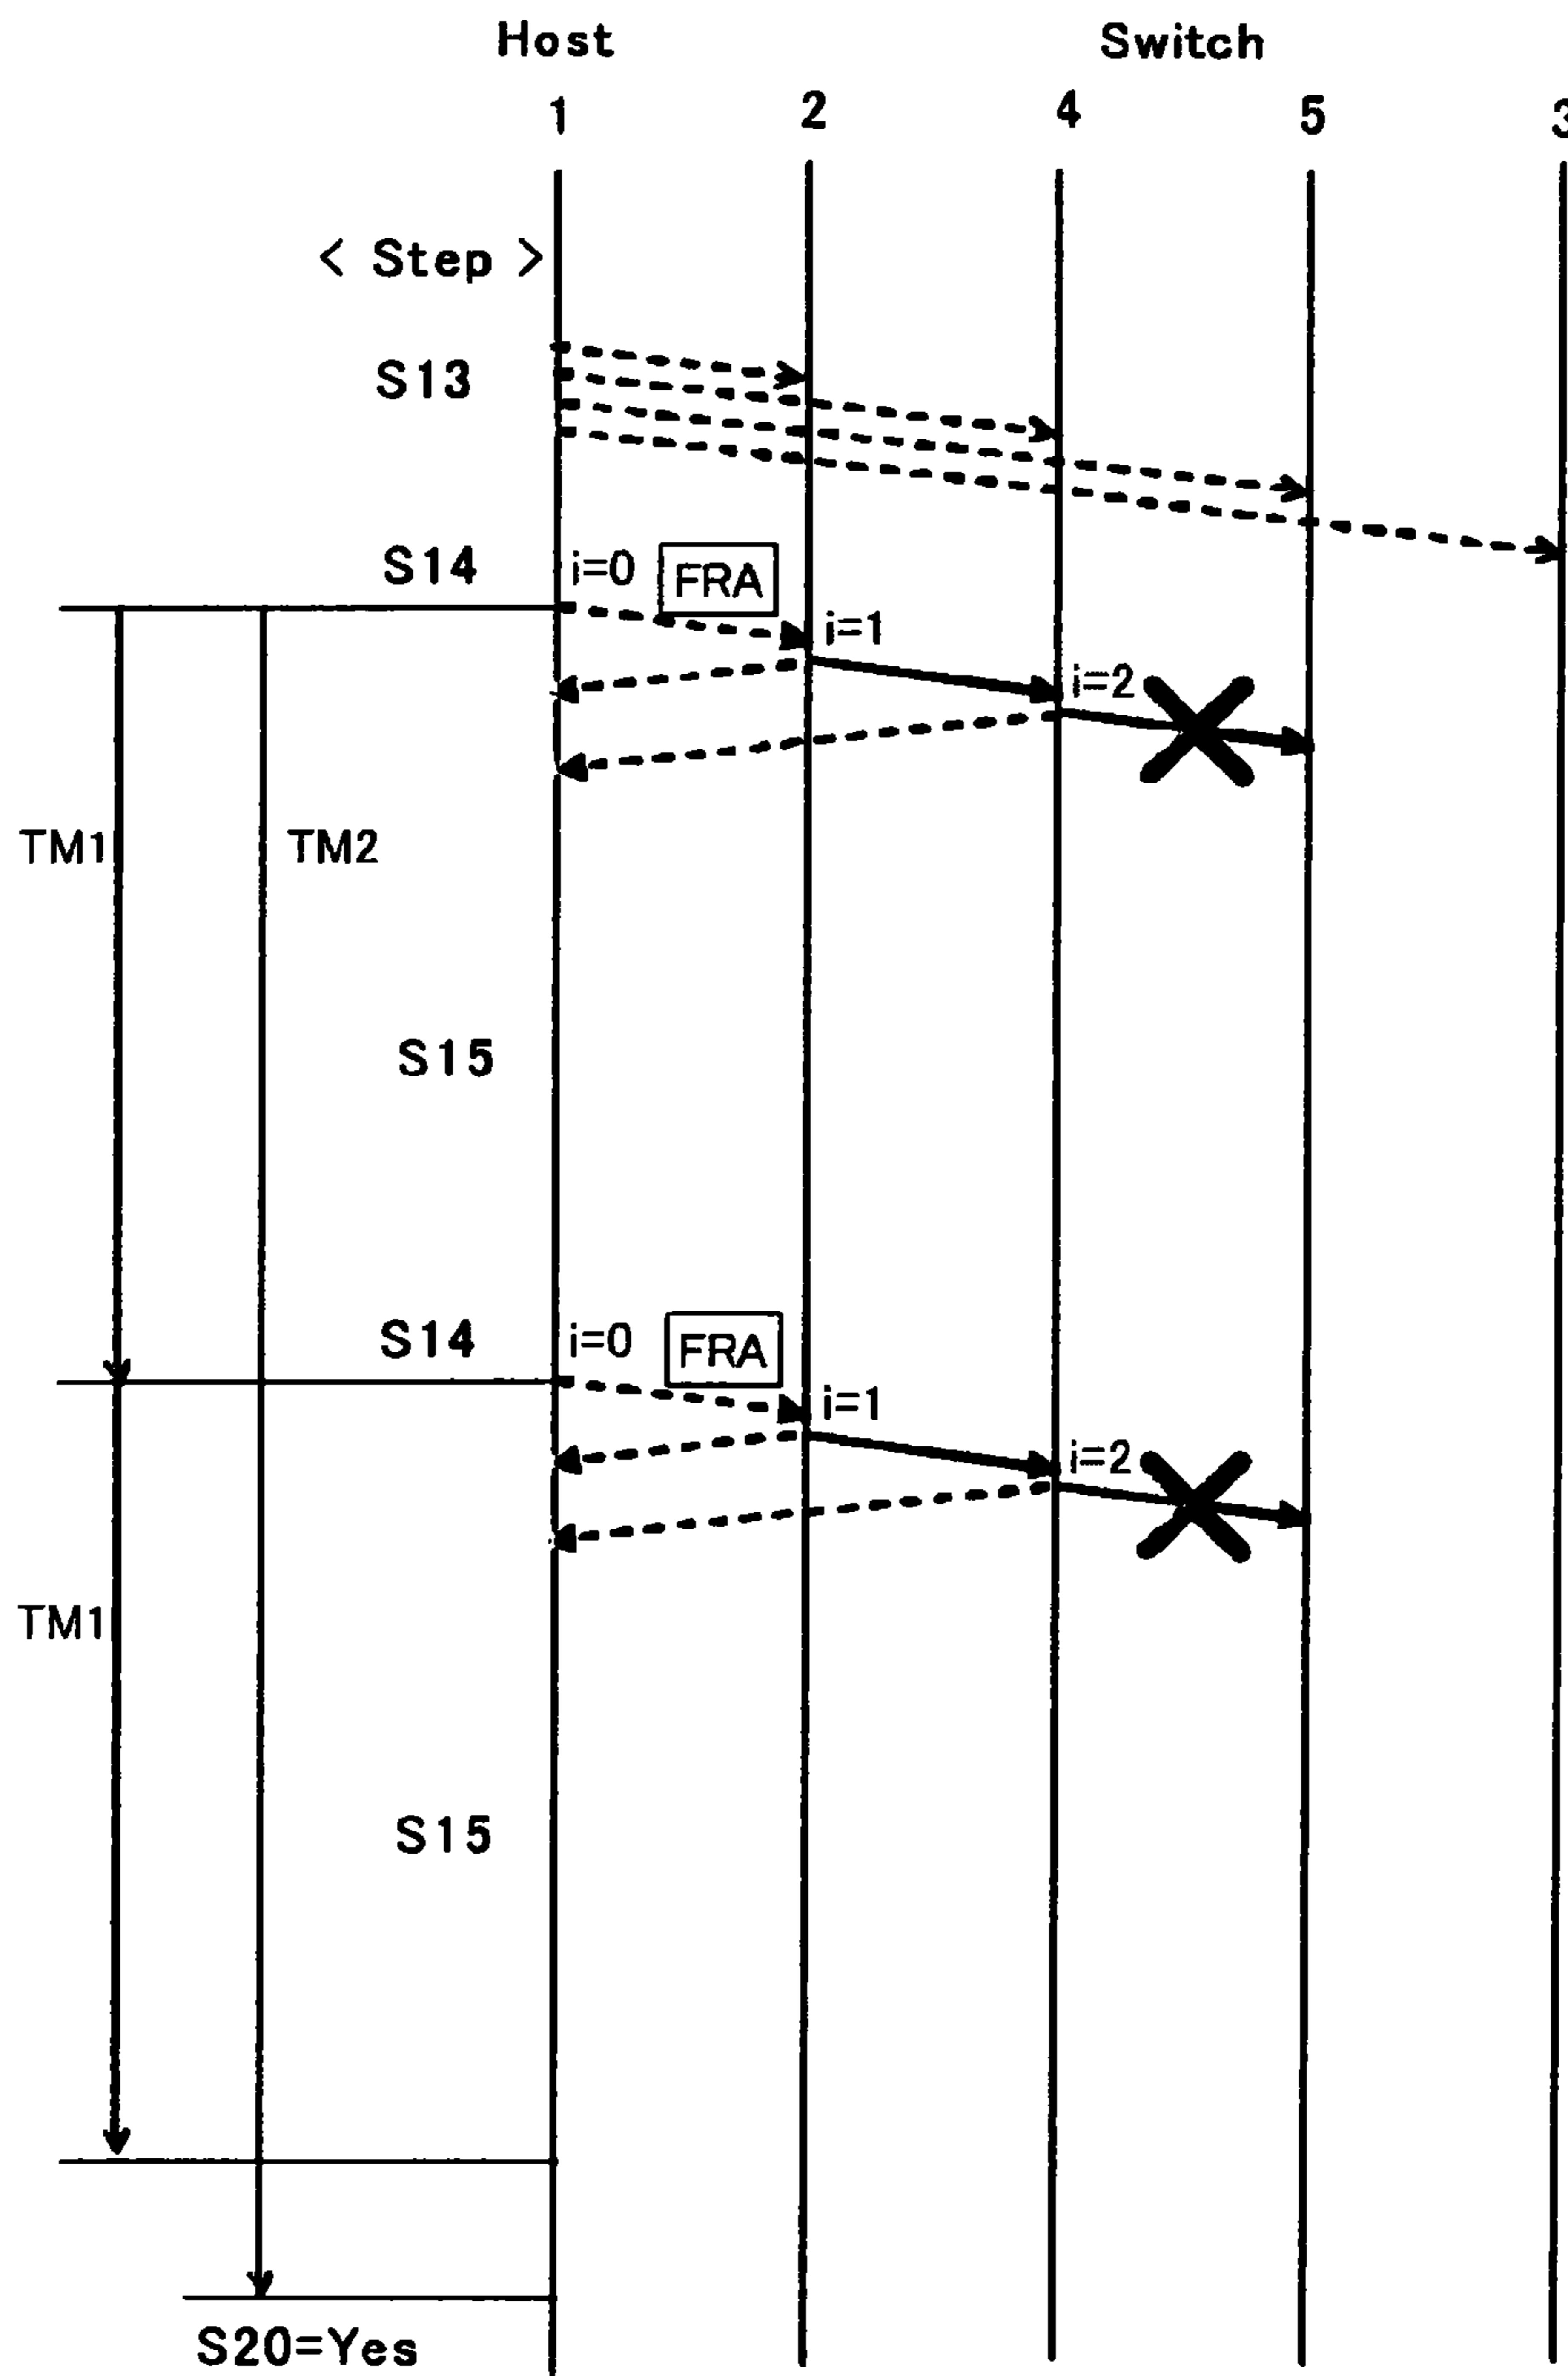 Host Switch
1 2 4 5 3
< Step >
S13
S14 i=0 FRA
i=1
i=2
TM1 TM2
S15
S14 i=0 FRA
i=1
i=2
TM1
S15
S20=Yes